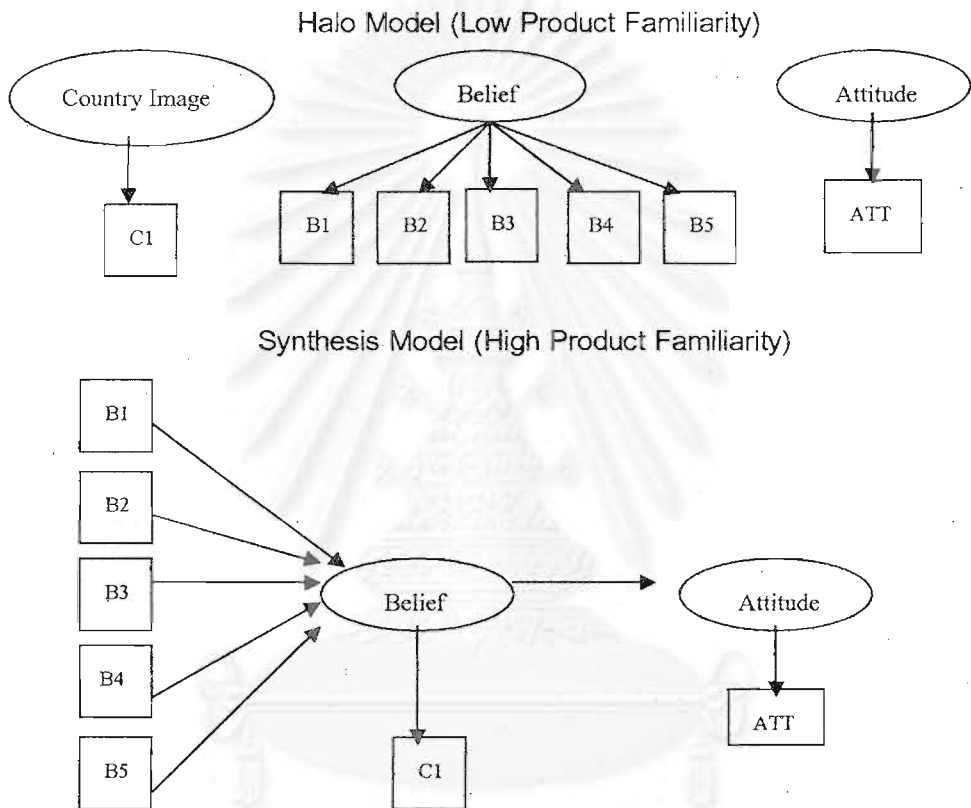 Halo Model (Low Product Familiarity)
Country Image
Belief
Attitude
C1
B1
B2
B3
B4
B5
ATT
Synthesis Model (High Product Familiarity)
B1
B2
B3
B4
B5
Belief
Attitude
C1
ATT